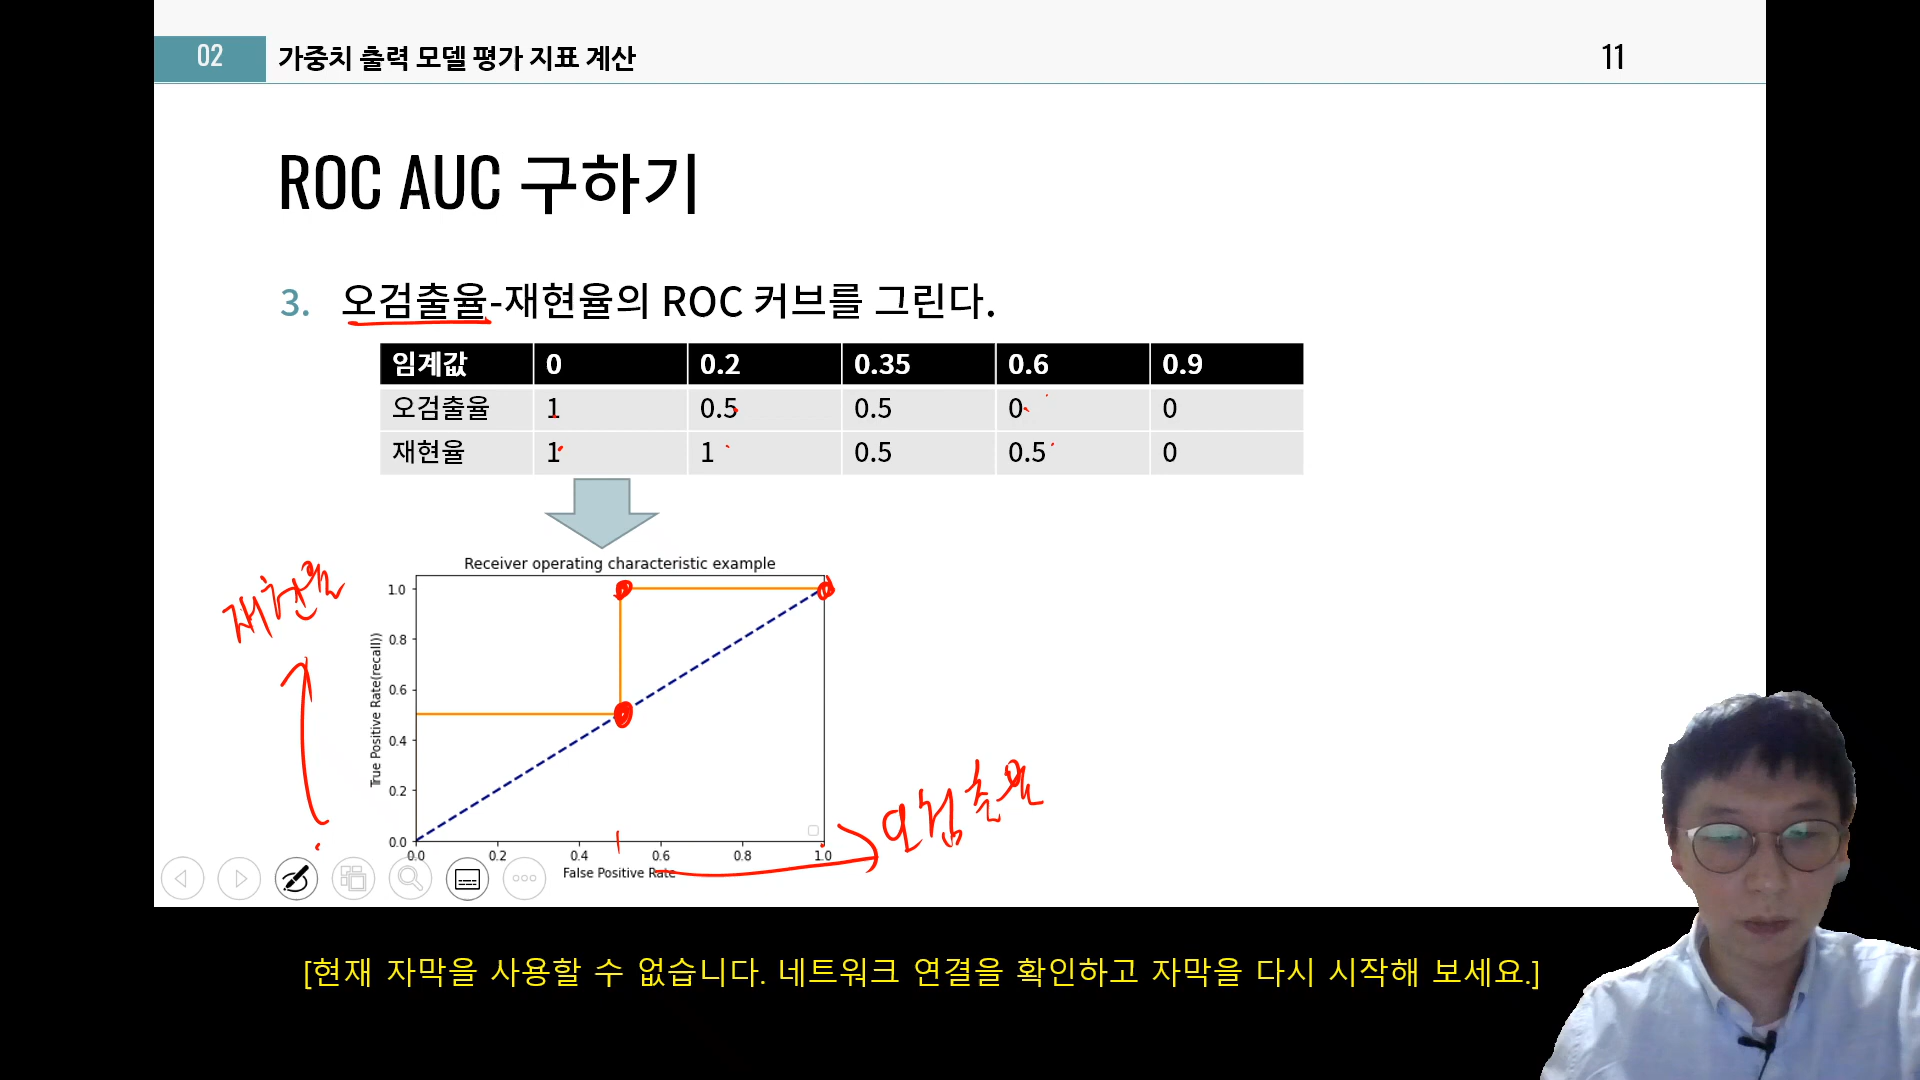 02 가중치 출력 모델 평가 지표 계산 11
ROC AUC 구하기
3. 오검출율-재현율의 ROC 커브를 그린다.
임계값 0 0.2 0.35 0.6 0.9
오검출율 1 0.5 0.5 0 0
재현율 1 1 0.5 0.5 0
Receiver operating characteristic example
재현율
True Positive Rate(recall))
1.0
0.8
0.6
0.4
0.2
0.0
0.0 0.2 0.4 0.6 0.8 1.0
False Positive Rate
오검출율
[현재 자막을 사용할 수 없습니다. 네트워크 연결을 확인하고 자막을 다시 시작해 보세요.]